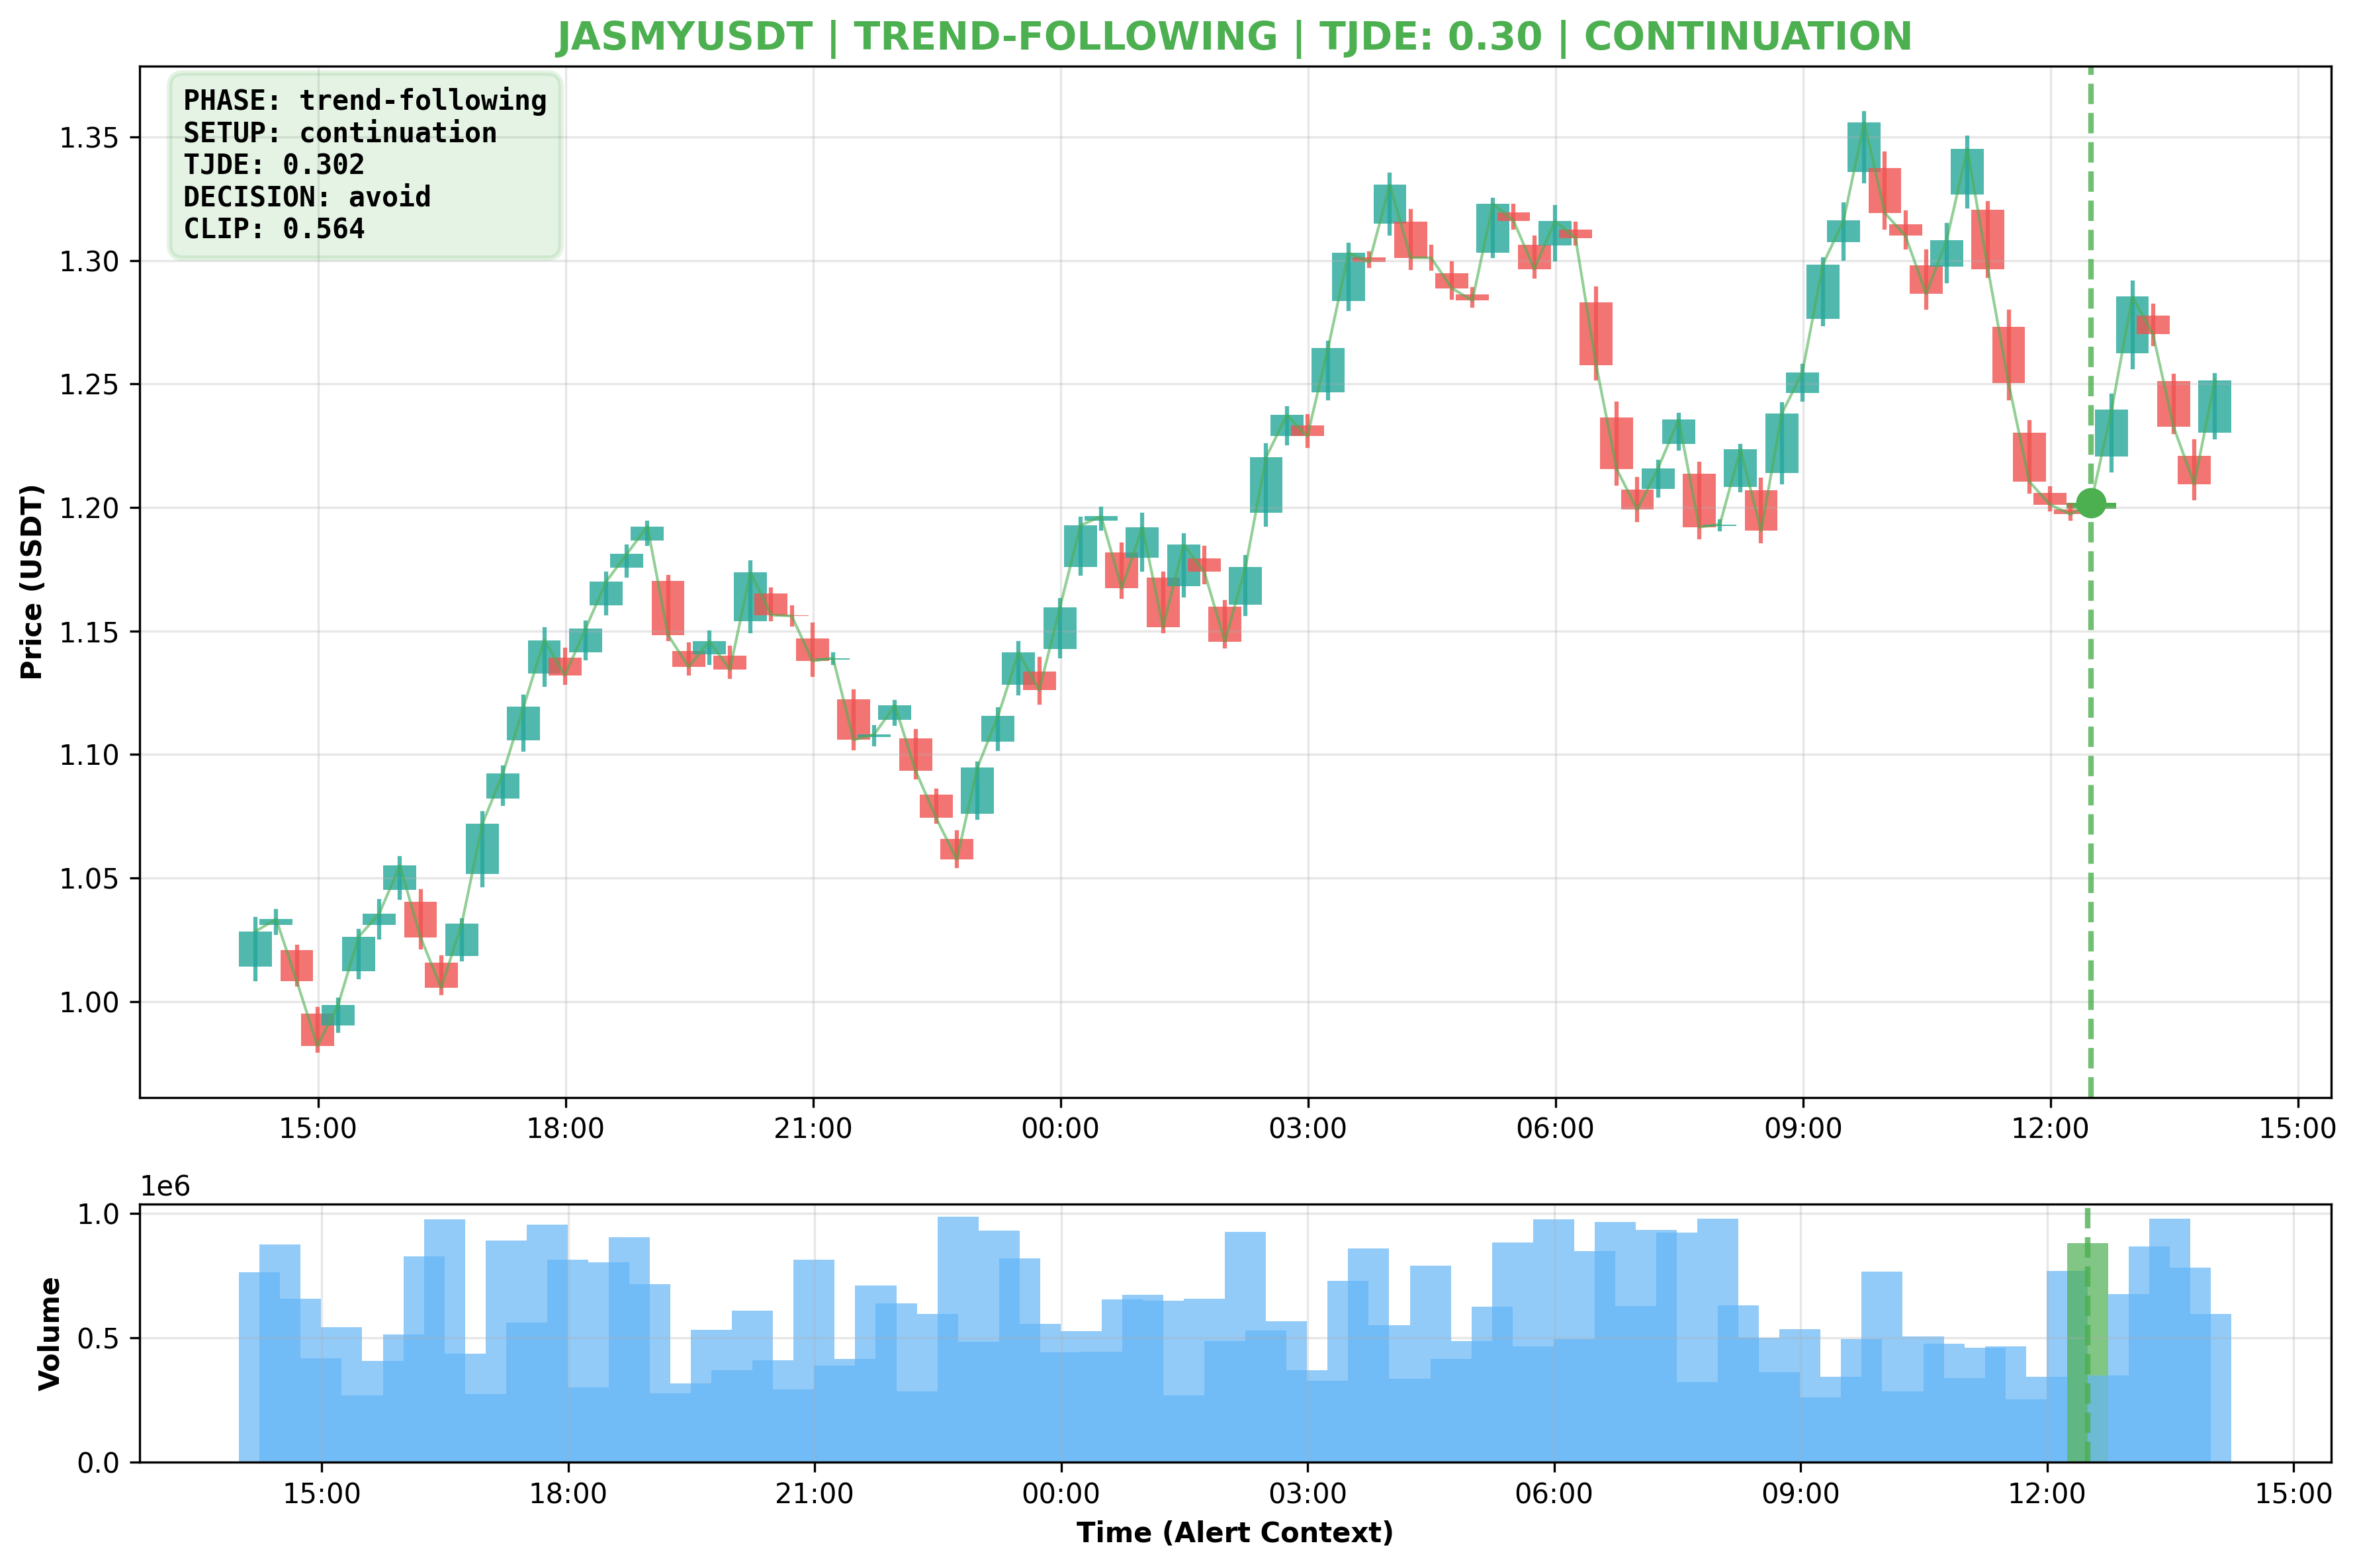 JASMYUSDT | TREND-FOLLOWING | TJDE: 0.30 | CONTINUATION
PHASE: trend-following
SETUP: continuation
TJDE: 0.302
DECISION: avoid
CLIP: 0.564
Price (USDT)
1.35
1.30
1.25
1.20
1.15
1.10
1.05
1.00
15:00 18:00 21:00 00:00 03:00 06:00 09:00 12:00 15:00
1e6
Volume
1.0
0.5
0.0
15:00 18:00 21:00 00:00 03:00 06:00 09:00 12:00 15:00
Time (Alert Context)